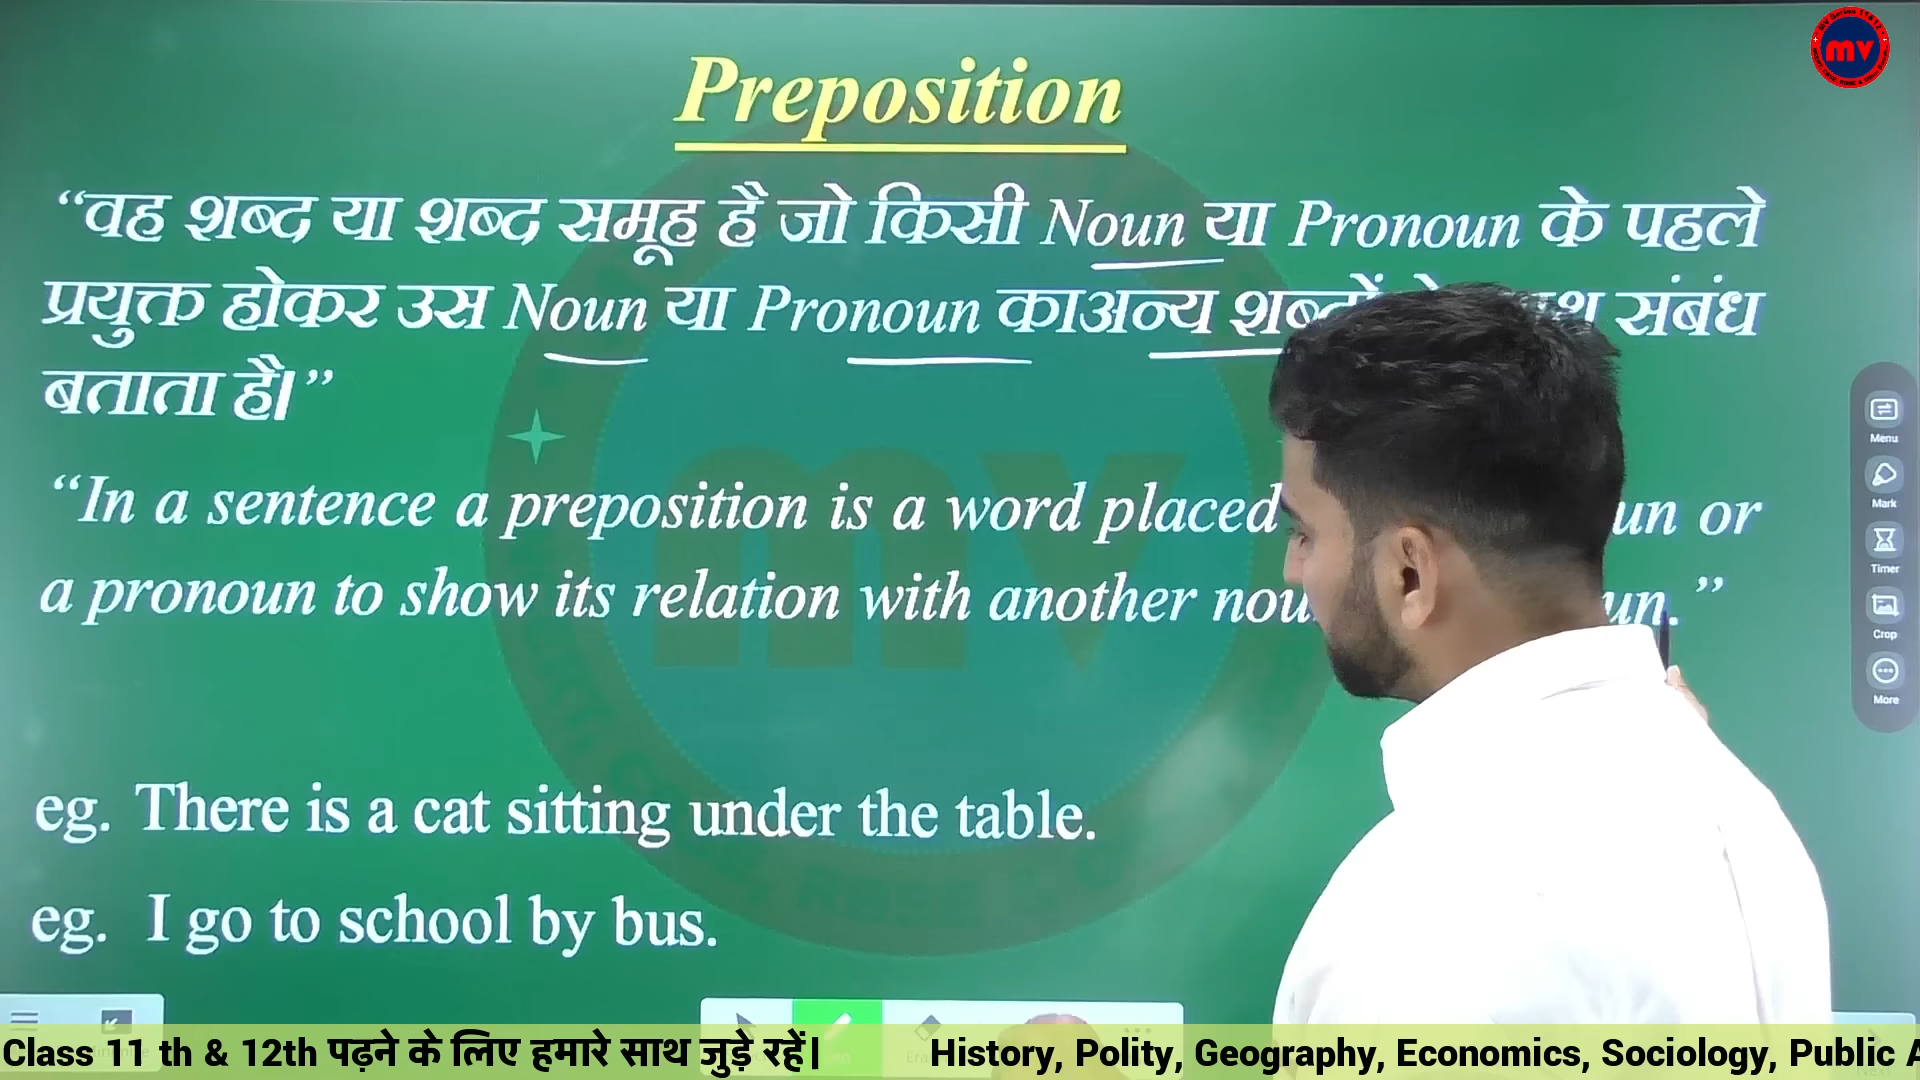 Preposition
mv
“वह शब्द या शब्द समूह है जो किसी Noun या Pronoun के पहले
प्रयुक्त होकर उस Noun या Pronoun काअन्य संबंध
बताता है।”
“In a sentence a preposition is a word placed or
a pronoun to show its relation with another ”
eg. There is a cat sitting under the table.
eg. I go to school by bus.
Menu
Mark
Timer
Crop
More
Class 11 th & 12th पढ़ने के लिए हमारे साथ जुड़े रहें| History, Polity, Geography, Economics, Sociology, Public